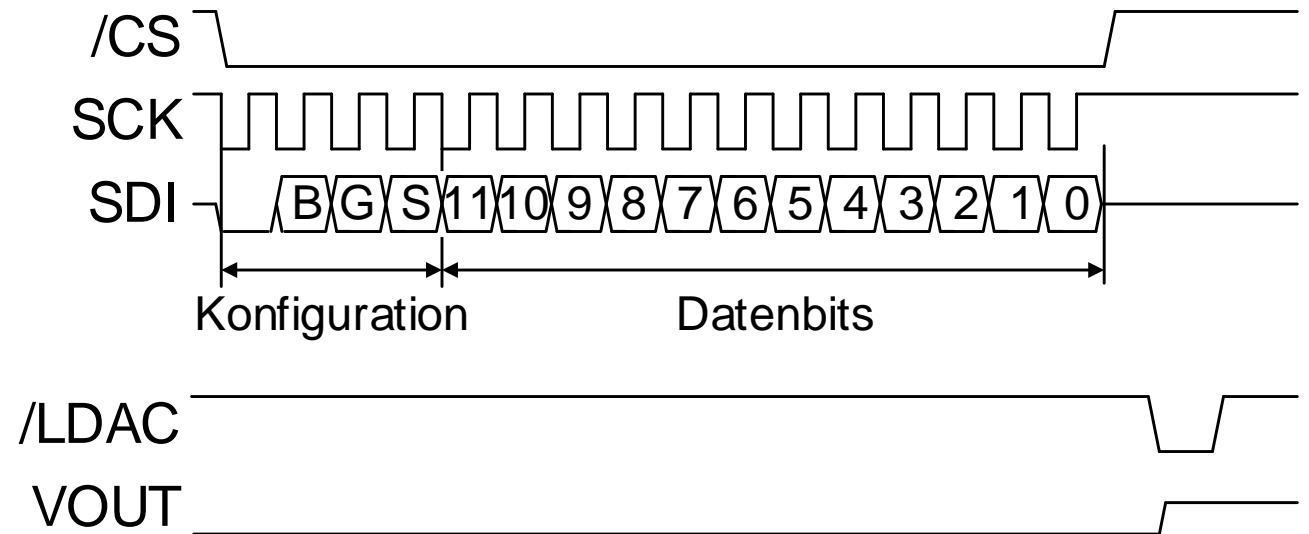 /CS
SCK
SDI B G S 11 10 9 8 7 6 5 4 3 2 1 0
Konfiguration Datenbits
/LDAC
VOUT